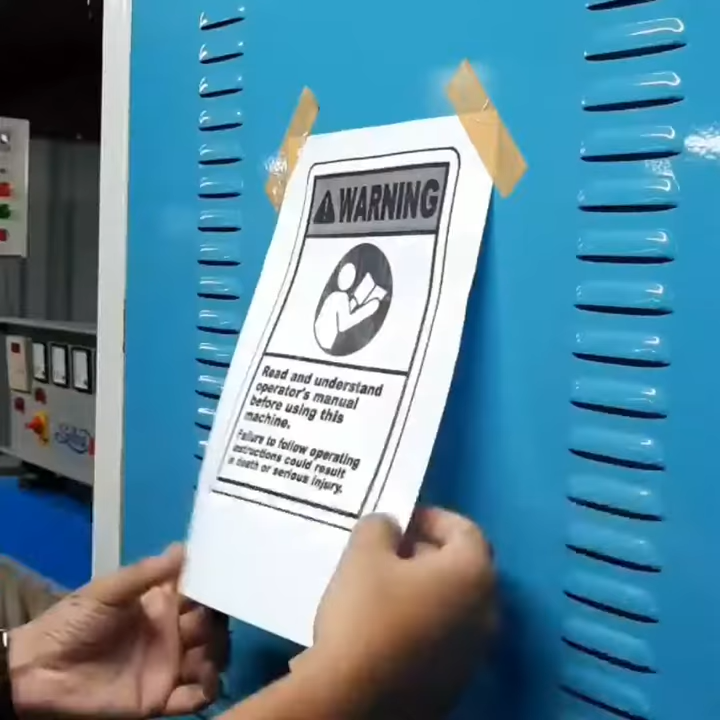 WARNING
Read and understand
operator's manual
before using this
machine.
Failure to follow operating
instructions could result
in death or serious injury.